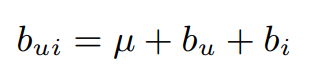 b_{ui} = μ + b_u + b_i